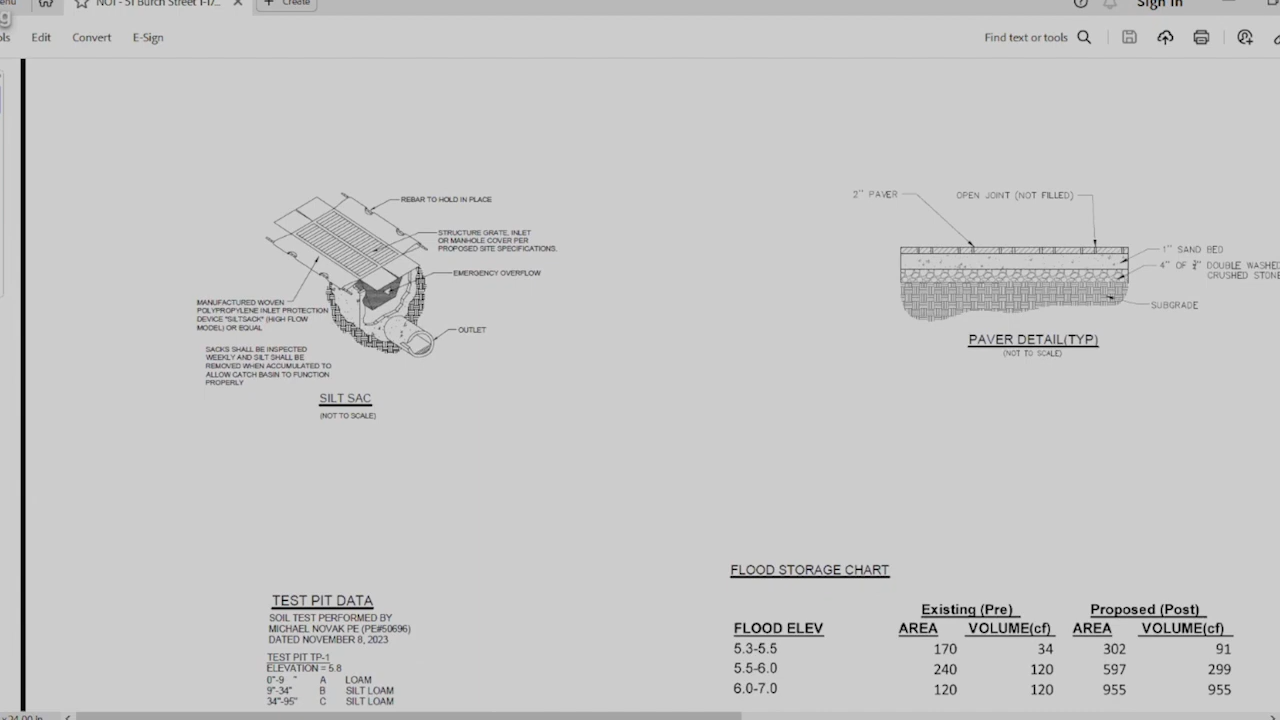 NOI - 51 Burch Street 1-17...
Create
Sign In
Edit
Convert
E-Sign
Find text or tools
REBAR TO HOLD IN PLACE
STRUCTURE GRATE, INLET
OR MANHOLE COVER PER
PROPOSED SITE SPECIFICATIONS.
EMERGENCY OVERFLOW
MANUFACTURED WOVEN
POLYPROPYLENE INLET PROTECTION
DEVICE "SILTSACK" (HIGH FLOW
MODEL) OR EQUAL
OUTLET
SACKS SHALL BE INSPECTED
WEEKLY AND SILT SHALL BE
REMOVED WHEN ACCUMULATED TO
ALLOW CATCH BASIN TO FUNCTION
PROPERLY
SILT SAC
(NOT TO SCALE)
2" PAVER
OPEN JOINT (NOT FILLED)
1" SAND BED
4" OF ¾" DOUBLE WASHED
CRUSHED STONE
SUBGRADE
PAVER DETAIL(TYP)
(NOT TO SCALE)
TEST PIT DATA
SOIL TEST PERFORMED BY
MICHAEL NOVAK PE (PE#50696)
DATED NOVEMBER 8, 2023
TEST PIT TP-1
ELEVATION = 5.8
0"-9 " A LOAM
9"-34" B SILT LOAM
34"-95" C SILT LOAM
FLOOD STORAGE CHART
Existing (Pre) Proposed (Post)
FLOOD ELEV AREA VOLUME(cf) AREA VOLUME(cf)
5.3-5.5 170 34 302 91
5.5-6.0 240 120 597 299
6.0-7.0 120 120 955 955